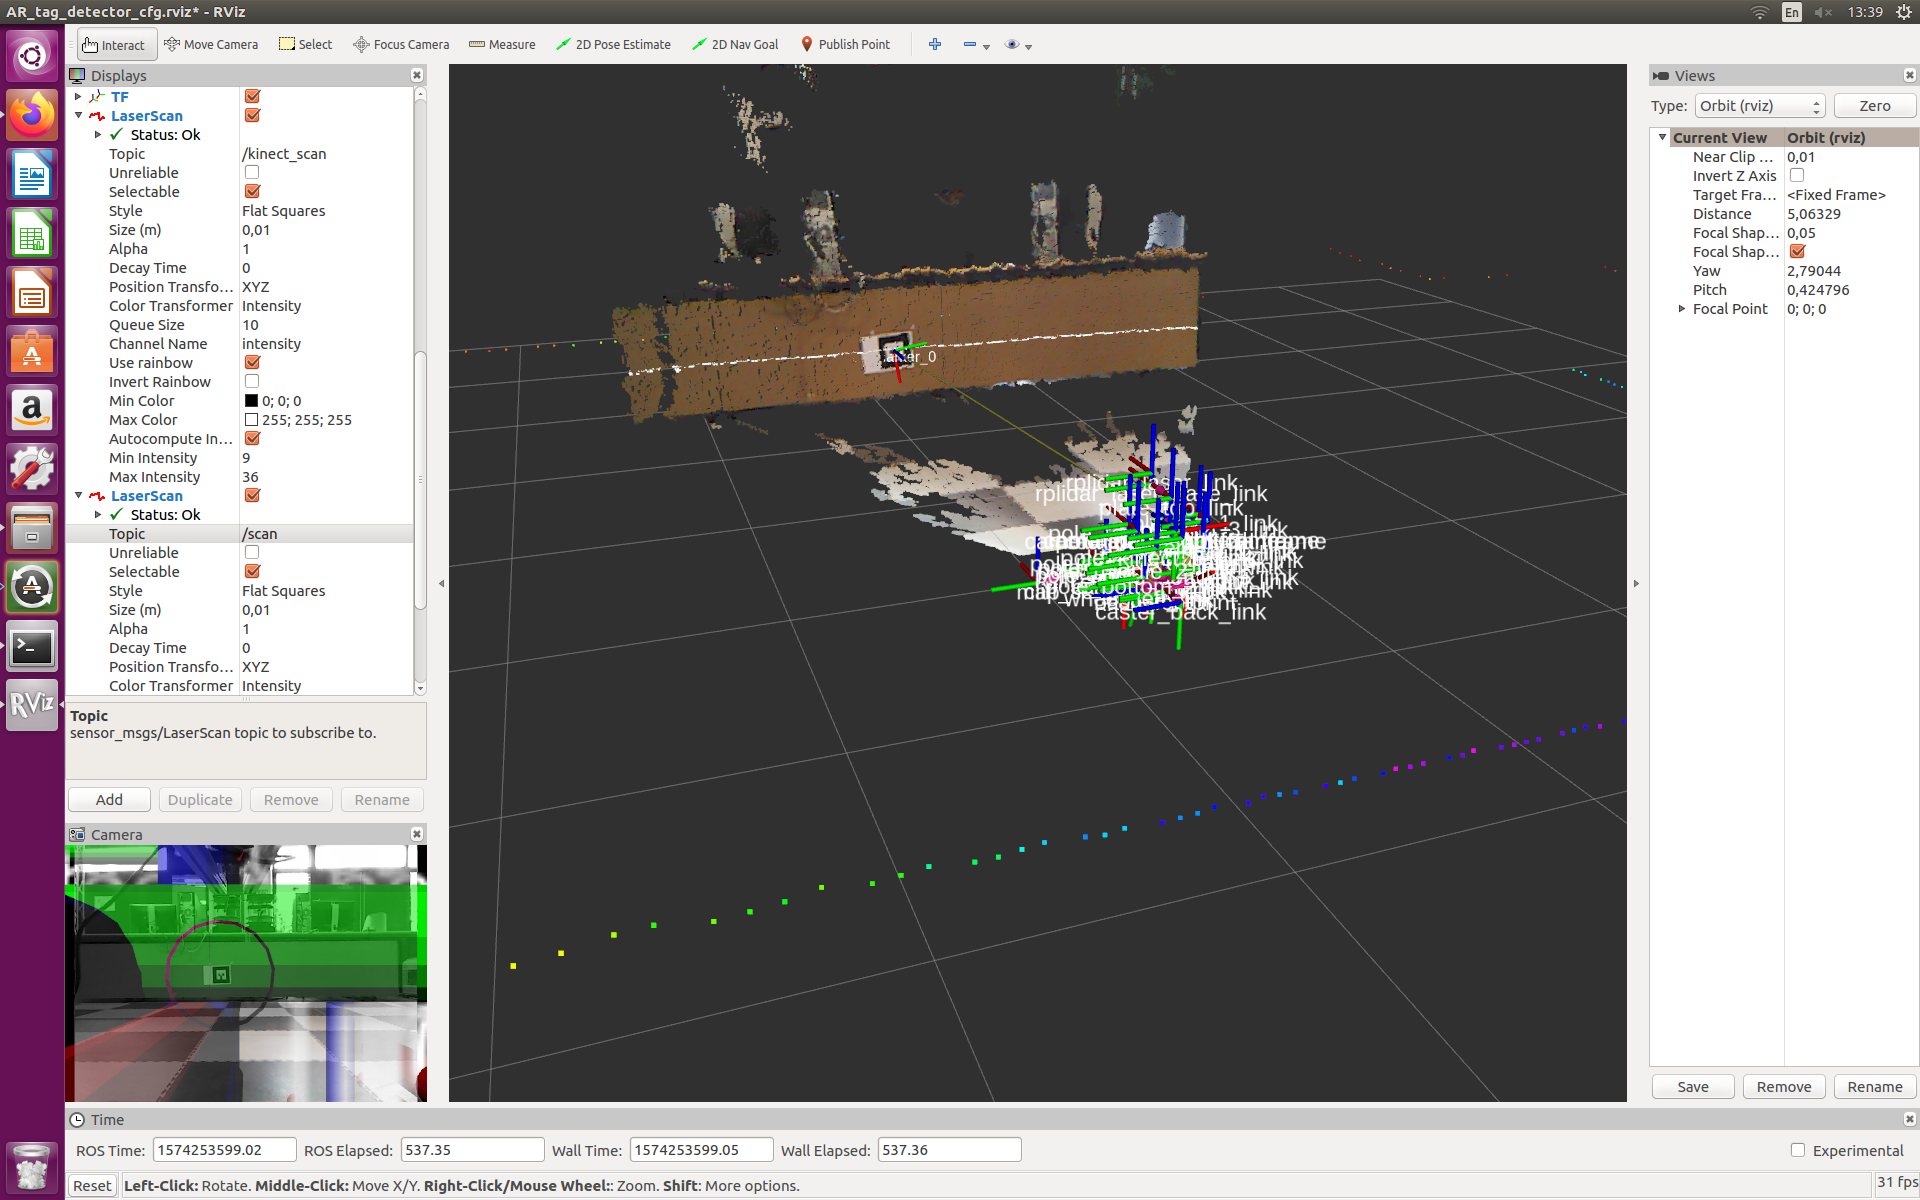 AR_tag_detector_cfg.rviz* - RViz
En
13:39
Interact
Move Camera
Select
Focus Camera
Measure
2D Pose Estimate
2D Nav Goal
Publish Point
Displays
TF
LaserScan
Status: Ok
Topic /kinect_scan
Unreliable
Selectable
Style Flat Squares
Size (m) 0,01
Alpha 1
Decay Time 0
Position Transfo... XYZ
Color Transformer Intensity
Queue Size 10
Channel Name intensity
Use rainbow
Invert Rainbow
Min Color 0; 0; 0
Max Color 255; 255; 255
Autocompute In...
Min Intensity 9
Max Intensity 36
LaserScan
Status: Ok
Topic /scan
Unreliable
Selectable
Style Flat Squares
Size (m) 0,01
Alpha 1
Decay Time 0
Position Transfo... XYZ
Color Transformer Intensity
Topic
sensor_msgs/LaserScan topic to subscribe to.
Add Duplicate Remove Rename
Camera
caster_back_link
Views
Type: Orbit (rviz) Zero
Current View Orbit (rviz)
Near Clip ... 0,01
Invert Z Axis
Target Fra... <Fixed Frame>
Distance 5,06329
Focal Shap... 0,05
Focal Shap...
Yaw 2,79044
Pitch 0,424796
Focal Point 0; 0; 0
Save Remove Rename
RViz
Time
ROS Time: 1574253599.02 ROS Elapsed: 537.35 Wall Time: 1574253599.05 Wall Elapsed: 537.36 Experimental
Reset Left-Click: Rotate. Middle-Click: Move X/Y. Right-Click/Mouse Wheel:: Zoom. Shift: More options. 31 fps